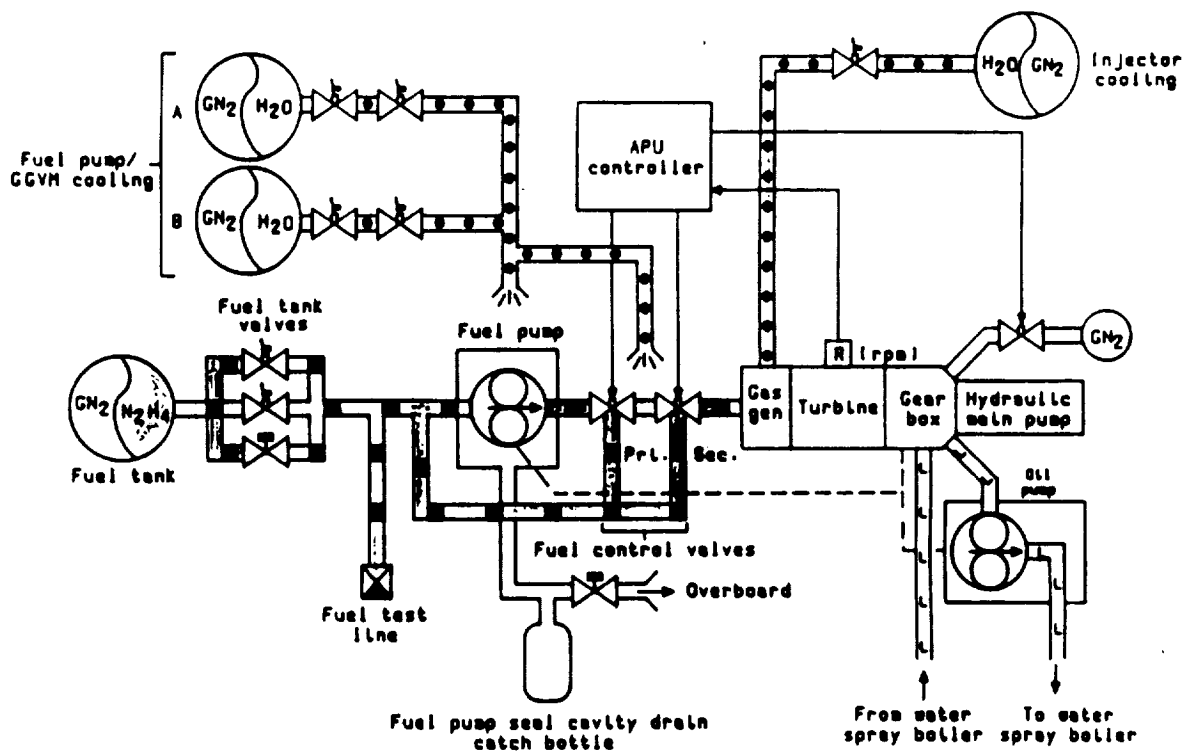 A
GN2 H2O
Fuel pump/
GGVM cooling
B
GN2 H2O
H2O GN2
Injector
cooling
APU
controller
Fuel tank
valves
Fuel pump
R (rpm)
GN2
GN2 N2H4
Fuel tank
Gas
gen
Turbine
Gear
box
Hydraulic
main pump
Pri. Sec.
Oil
pump
Fuel control valves
Overboard
Fuel test
line
Fuel pump seal cavity drain
catch bottle
From water
spray boiler
To water
spray boiler